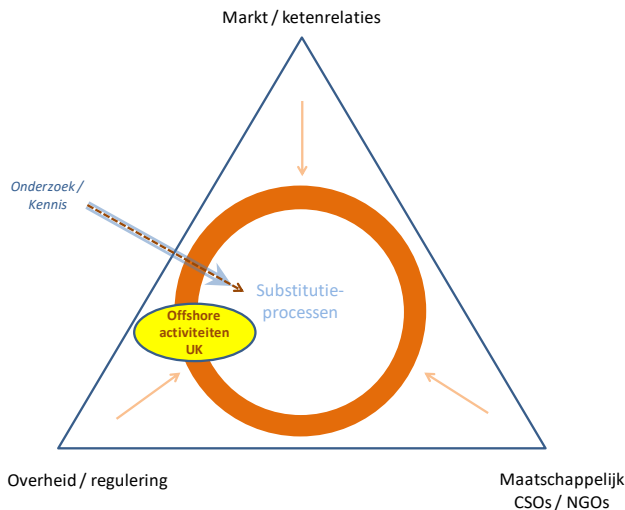 Markt / ketenrelaties
Onderzoek /
Kennis
Substitutie-
processen
Offshore
activiteiten
UK
Overheid / regulering
Maatschappelijk
CSOs / NGOs